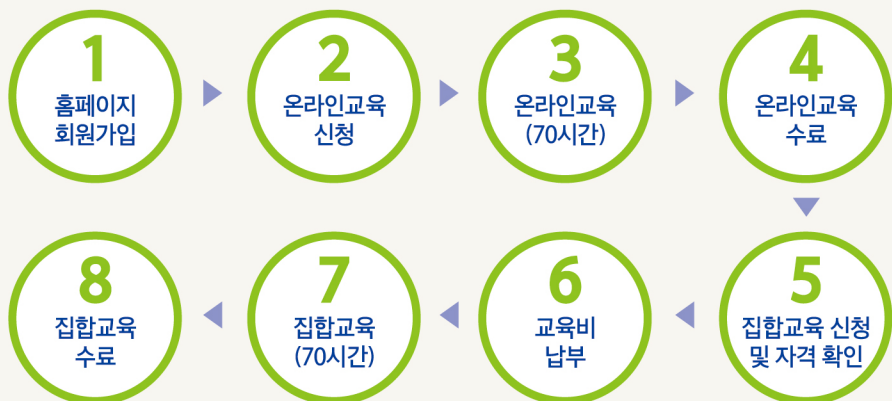 1
홈페이지
회원가입
2
온라인교육
신청
3
온라인교육
(70시간)
4
온라인교육
수료
5
집합교육 신청
및 자격 확인
6
교육비
납부
7
집합교육
(70시간)
8
집합교육
수료